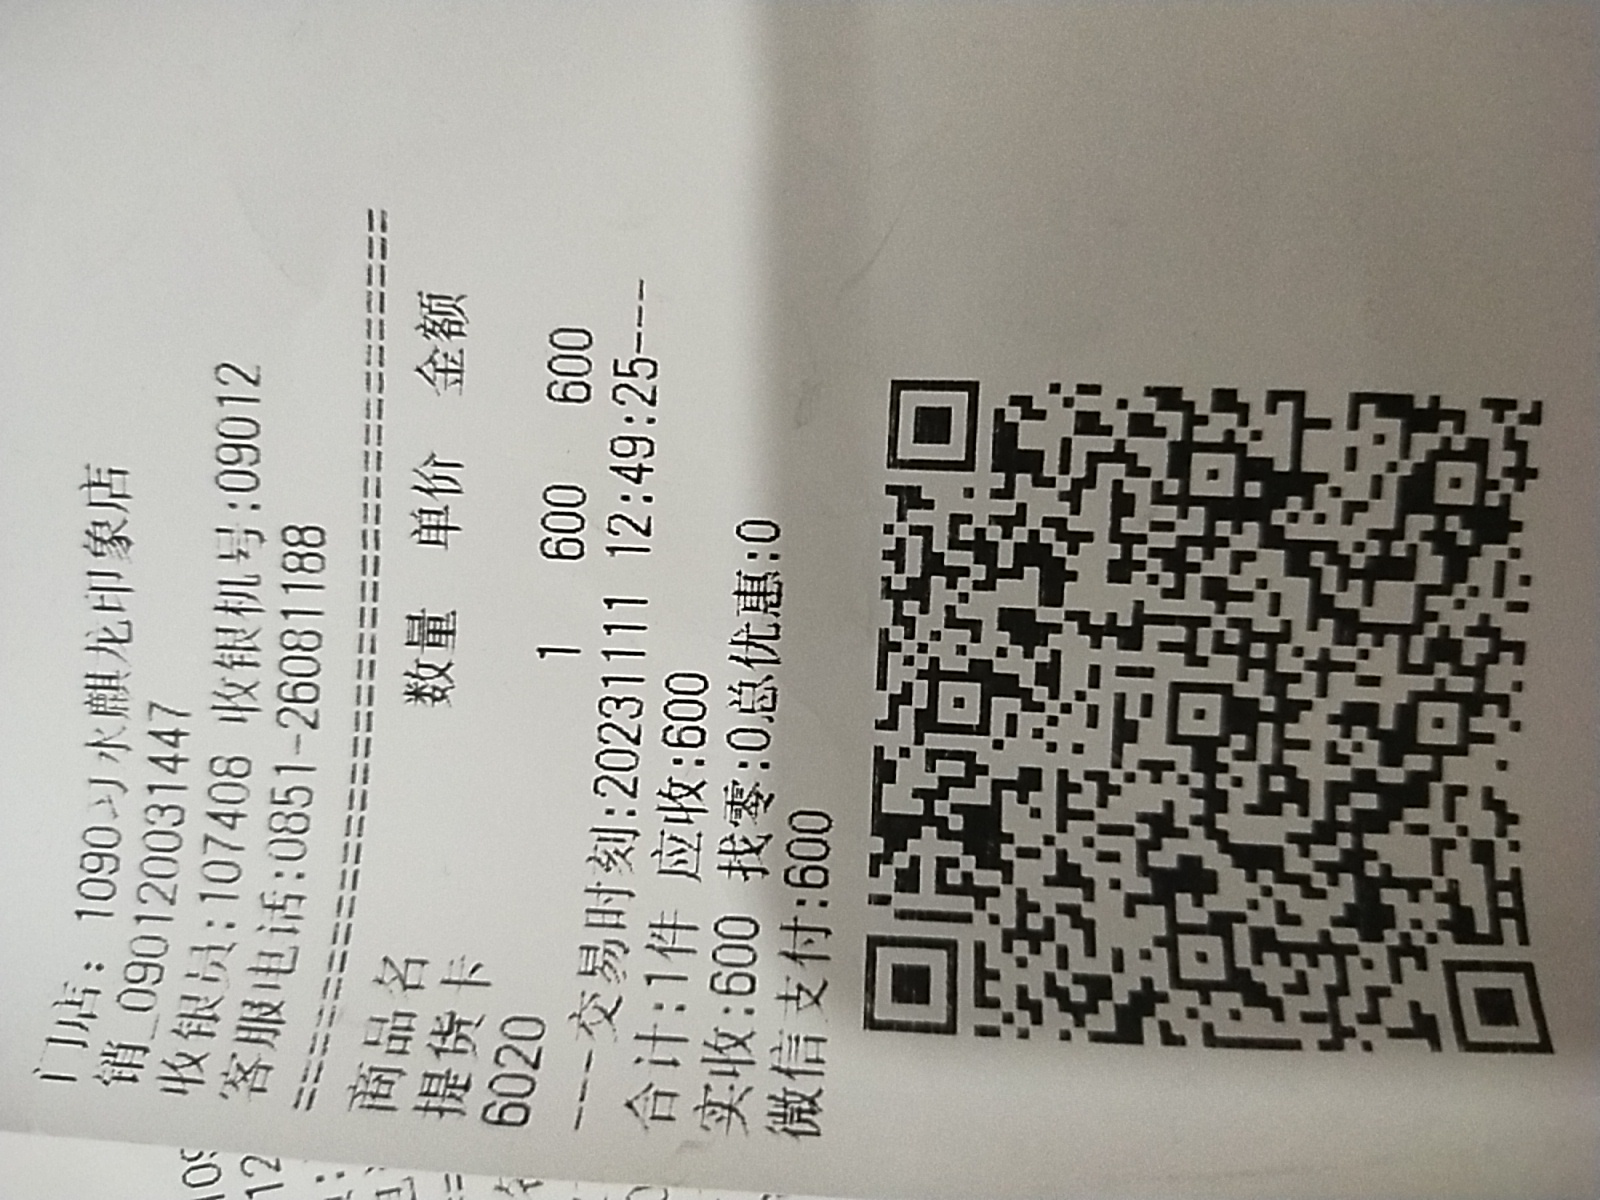 门店: 1090习水麒龙印象店
销_090120031447
收银员:107408 收银机号:09012
客服电话:0851-26081188
==========================================
商品名 数量 单价 金额
提货卡
6020 1 600 600
---交易时刻:20231111 12:49:25---
合计:1件 应收:600
实收:600 找零:0总优惠:0
微信支付:600